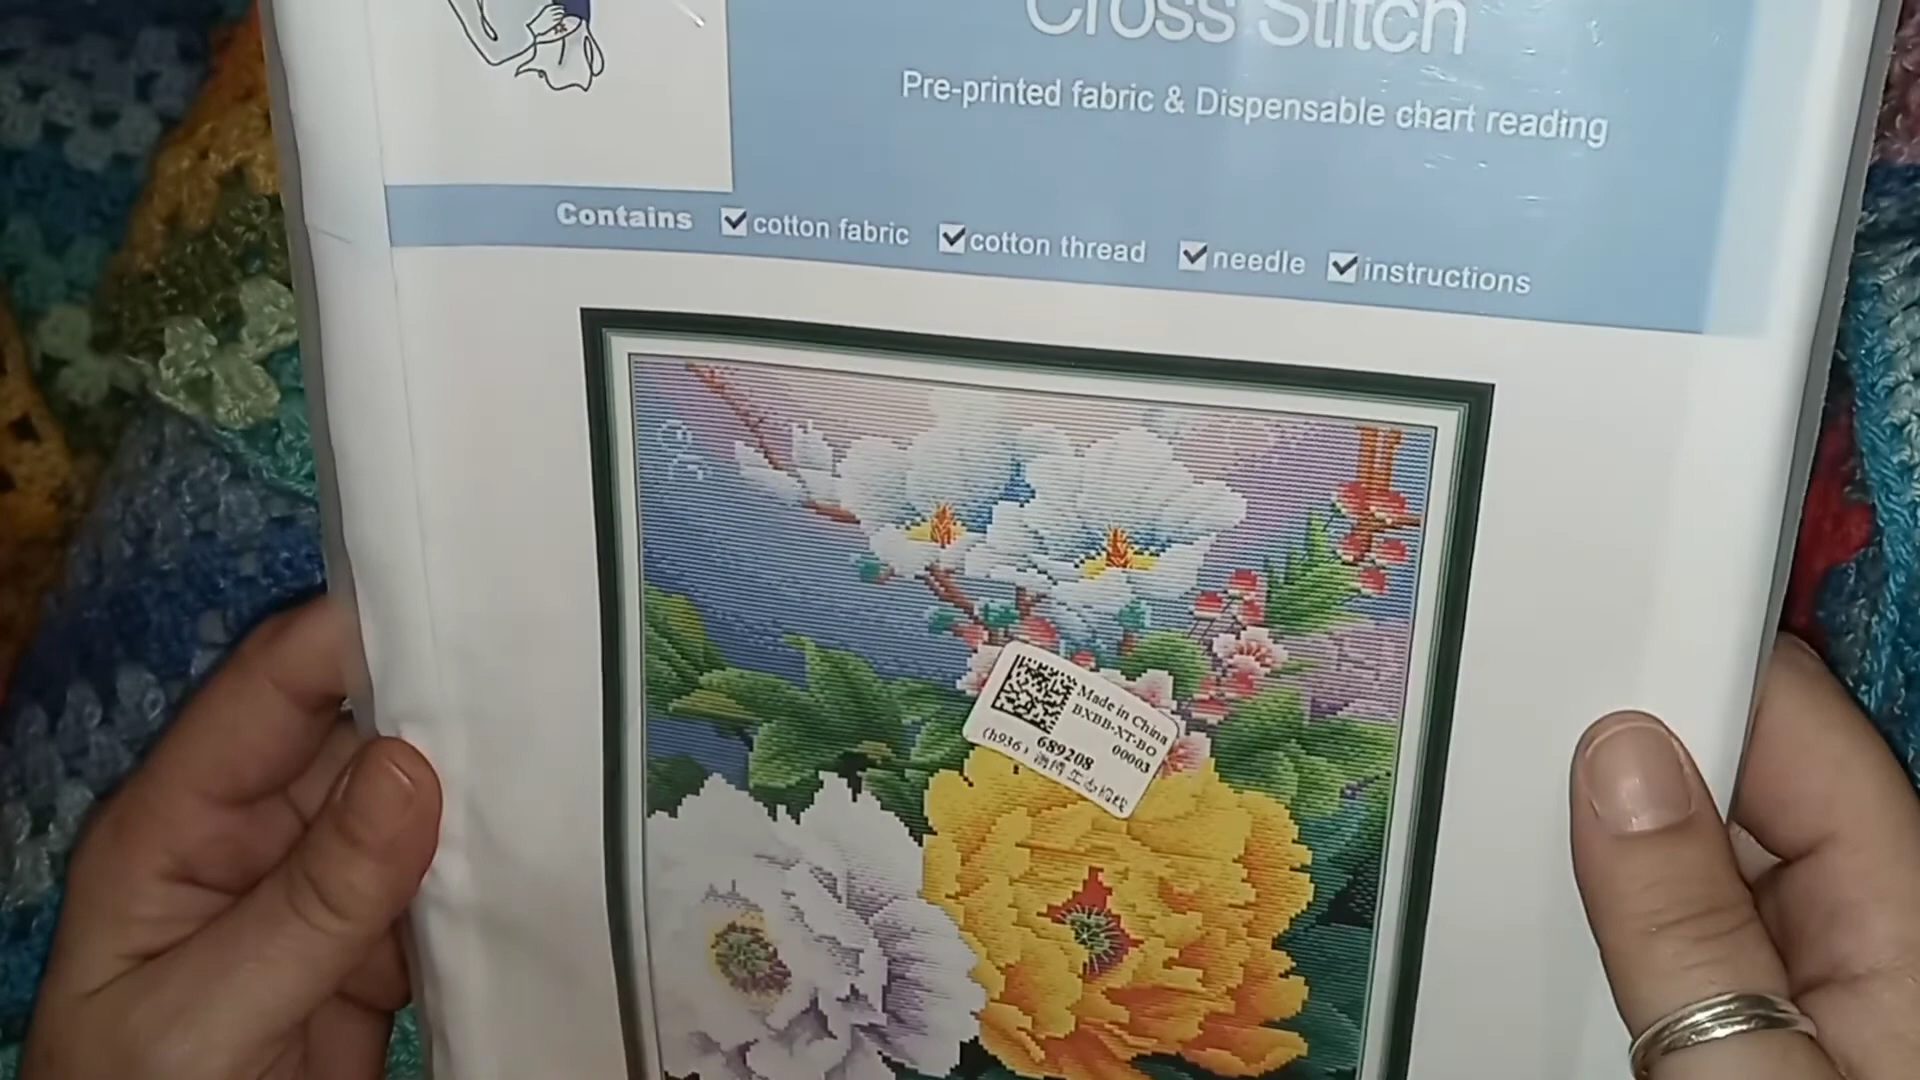 Cross Stitch
Pre-printed fabric & Dispensable chart reading
Contains cotton fabric cotton thread needle instructions
Made in China
BXBB-XT-BO
00003
689208
(h936)